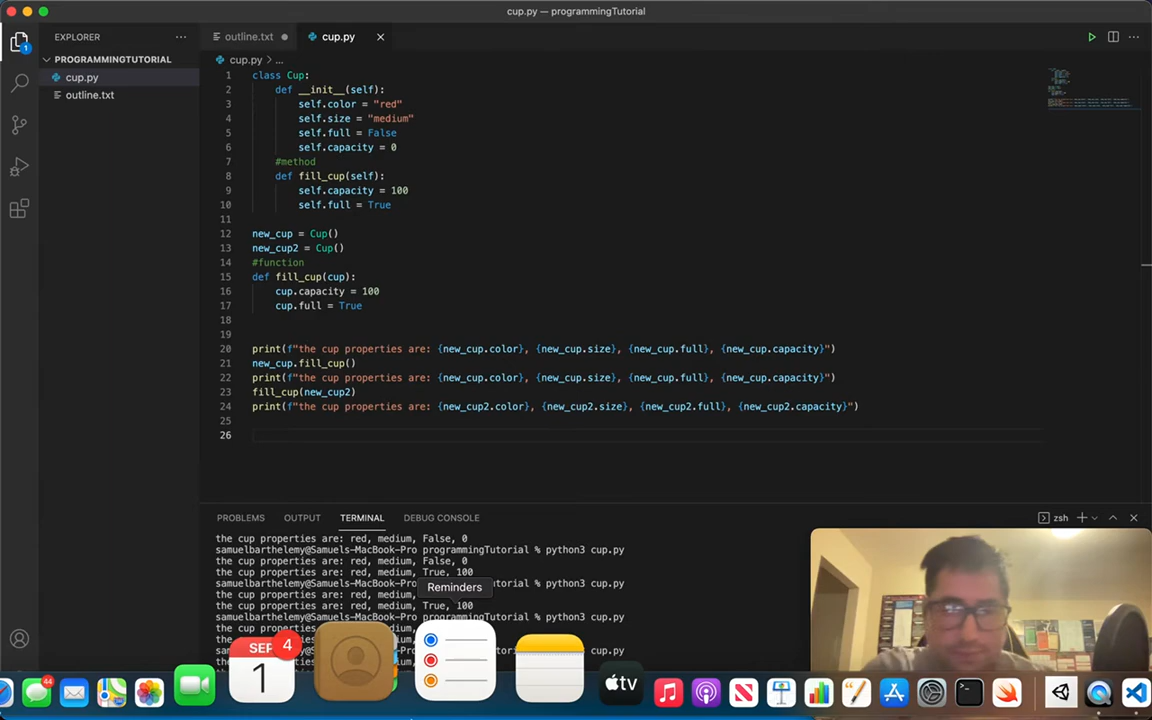 cup.py — programmingTutorial
EXPLORER
outline.txt
cup.py
PROGRAMMINGTUTORIAL
cup.py > ...
cup.py
outline.txt
1
1 class Cup:
2 def __init__(self):
3 self.color = "red"
4 self.size = "medium"
5 self.full = False
6 self.capacity = 0
7 #method
8 def fill_cup(self):
9 self.capacity = 100
10 self.full = True
11
12 new_cup = Cup()
13 new_cup2 = Cup()
14 #function
15 def fill_cup(cup):
16 cup.capacity = 100
17 cup.full = True
18
19
20 print(f"the cup properties are: {new_cup.color}, {new_cup.size}, {new_cup.full}, {new_cup.capacity}")
21 new_cup.fill_cup()
22 print(f"the cup properties are: {new_cup.color}, {new_cup.size}, {new_cup.full}, {new_cup.capacity}")
23 fill_cup(new_cup2)
24 print(f"the cup properties are: {new_cup2.color}, {new_cup2.size}, {new_cup2.full}, {new_cup2.capacity}")
25
26
PROBLEMS OUTPUT TERMINAL DEBUG CONSOLE
zsh
the cup properties are: red, medium, False, 0
samuelbarthelemy@Samuels-MacBook-Pro programmingTutorial % python3 cup.py
the cup properties are: red, medium, False, 0
the cup properties are: red, medium, True, 100
samuelbarthelemy@Samuels-MacBook-Pro
utorial % python3 cup.py
Reminders
the cup properties are: red, medium,
the cup properties are: red, medium, True, 100
samuelbarthelemy@Samuels-MacBook-Pro programmingTutorial % python3 cup.py
the cup
the cup
% python3 cup.py
SEP
4
1
44
tv